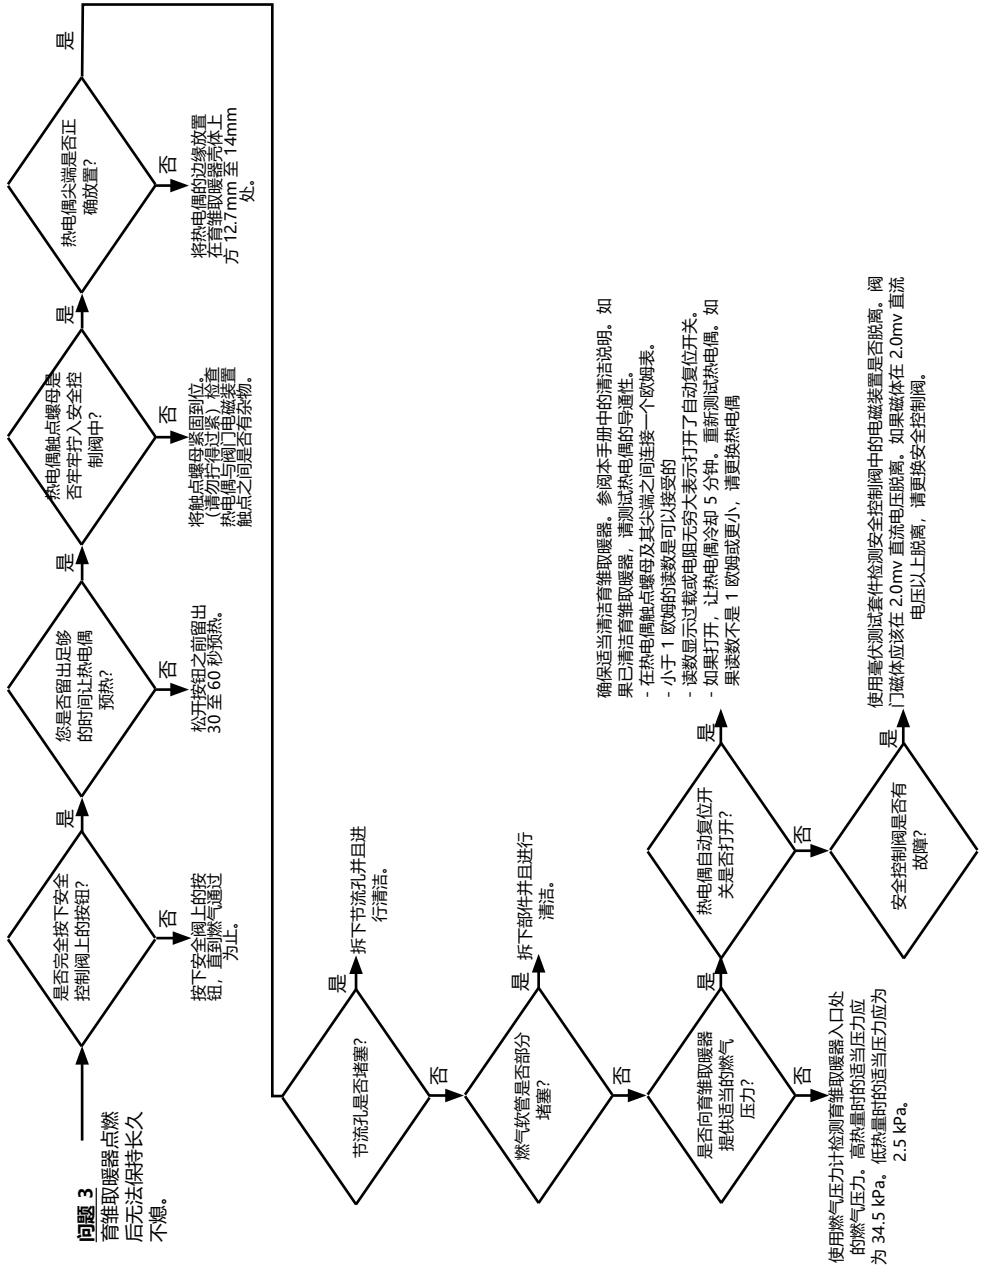 问题 3
育雏取暖器点燃
后无法保持长久
不熄。
是否完全按下安全
控制阀上的按钮？
是
否
按下安全阀上的按
钮，直到燃气通过
为止。
您是否留出足够
的时间让热电偶
预热？
是
否
松开按钮之前留出
30 至 60 秒预热。
热电偶触点螺母是
否牢牢拧入安全控
制阀中？
是
否
将触点螺母紧固到位。
（请勿拧得过紧）检查
热电偶与阀门电磁装置
触点之间是否有杂物。
热电偶尖端是否正
确放置？
是
否
将热电偶的边缘放置
在育雏取暖器壳体上
方 12.7mm 至 14mm
处。
节流孔是否堵塞？
是
拆下节流孔并且进
行清洁。
否
燃气软管是否部分
堵塞？
是
拆下部件并且进行
清洁。
否
是否向育雏取暖器
提供适当的燃气
压力？
是
否
使用燃气压力计检测育雏取暖器入口处
的燃气压力。高热量时的适当压力应
为 34.5 kPa。低热量时的适当压力应为
2.5 kPa。
热电偶自动复位开
关是否打开？
是
否
确保适当清洁育雏取暖器。参阅本手册中的清洁说明。如
果已清洁育雏取暖器，请测试热电偶的导通性。
- 在热电偶触点螺母及其尖端之间连接一个欧姆表。
- 小于 1 欧姆的读数是可以接受的
- 读数显示过载或电阻无穷大表示打开了自动复位开关。
- 如果打开，让热电偶冷却 5 分钟。重新测试热电偶。如
果读数不是 1 欧姆或更小，请更换热电偶
安全控制阀是否有
故障？
是
使用毫伏测试套件检测安全控制阀中的电磁装置是否脱离。阀
门磁体应该在 2.0mv 直流电压脱离。如果磁体在 2.0mv 直流
电压以上脱离，请更换安全控制阀。